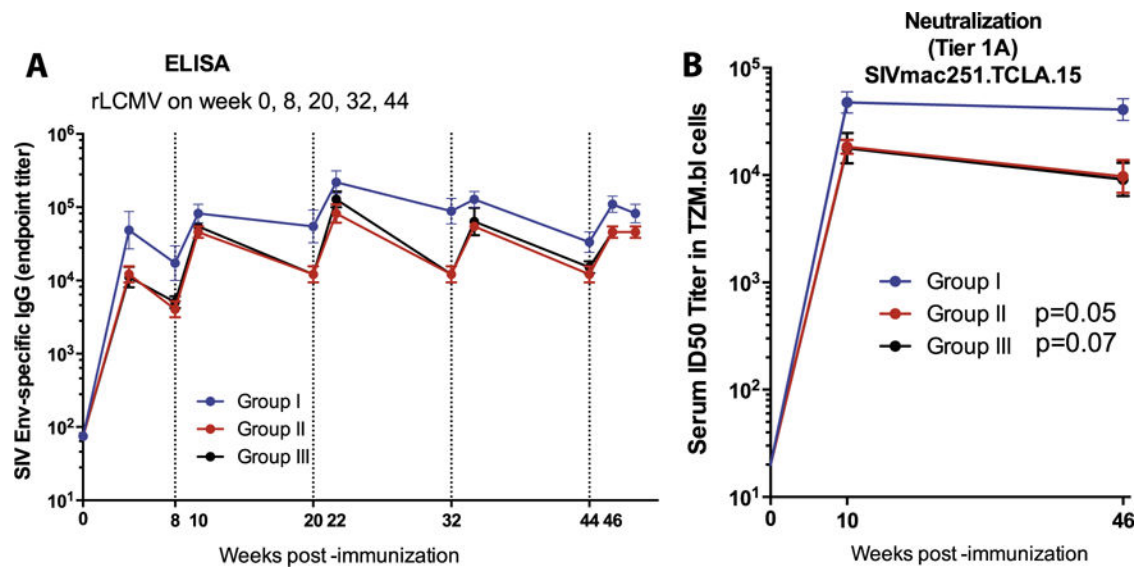 A
ELISA
rLCMV on week 0, 8, 20, 32, 44
SIV Env-specific IgG (endpoint titer)
10^6
10^5
10^4
10^3
10^2
10^1
Group I
Group II
Group III
0 8 10 20 22 32 44 46
Weeks post -immunization
B
Neutralization
(Tier 1A)
SIVmac251.TCLA.15
Serum ID50 Titer in TZM.bl cells
10^5
10^4
10^3
10^2
10^1
Group I
Group II p=0.05
Group III p=0.07
0 10 46
Weeks post -immunization